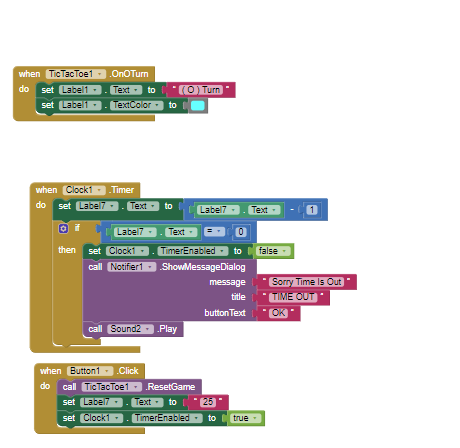 when TicTacToe1 .OnOTurn
do set Label1 . Text to " ( O ) Turn "
set Label1 . TextColor to
when Clock1 .Timer
do set Label7 . Text to Label7 . Text - 1
if Label7 . Text = 0
then set Clock1 . TimerEnabled to false
call Notifier1 .ShowMessageDialog
message " Sorry Time Is Out "
title " TIME OUT "
buttonText " OK "
call Sound2 .Play
when Button1 .Click
do call TicTacToe1 .ResetGame
set Label7 . Text to " 25 "
set Clock1 . TimerEnabled to true